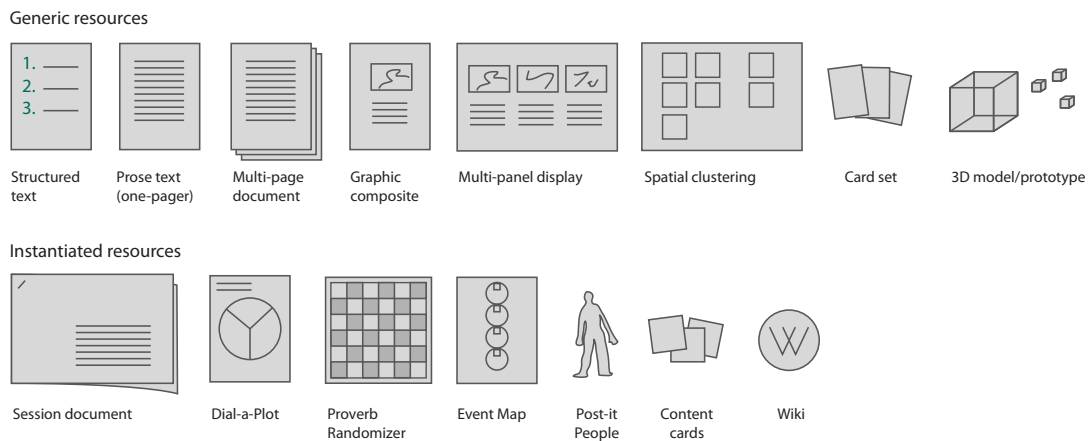 Generic resources
1.
2.
3.
Structured
text
Prose text
(one-pager)
Multi-page
document
Graphic
composite
Multi-panel display
Spatial clustering
Card set
3D model/prototype
Instantiated resources
W
Session document
Dial-a-Plot
Proverb
Randomizer
Event Map
Post-it
People
Content
cards
Wiki